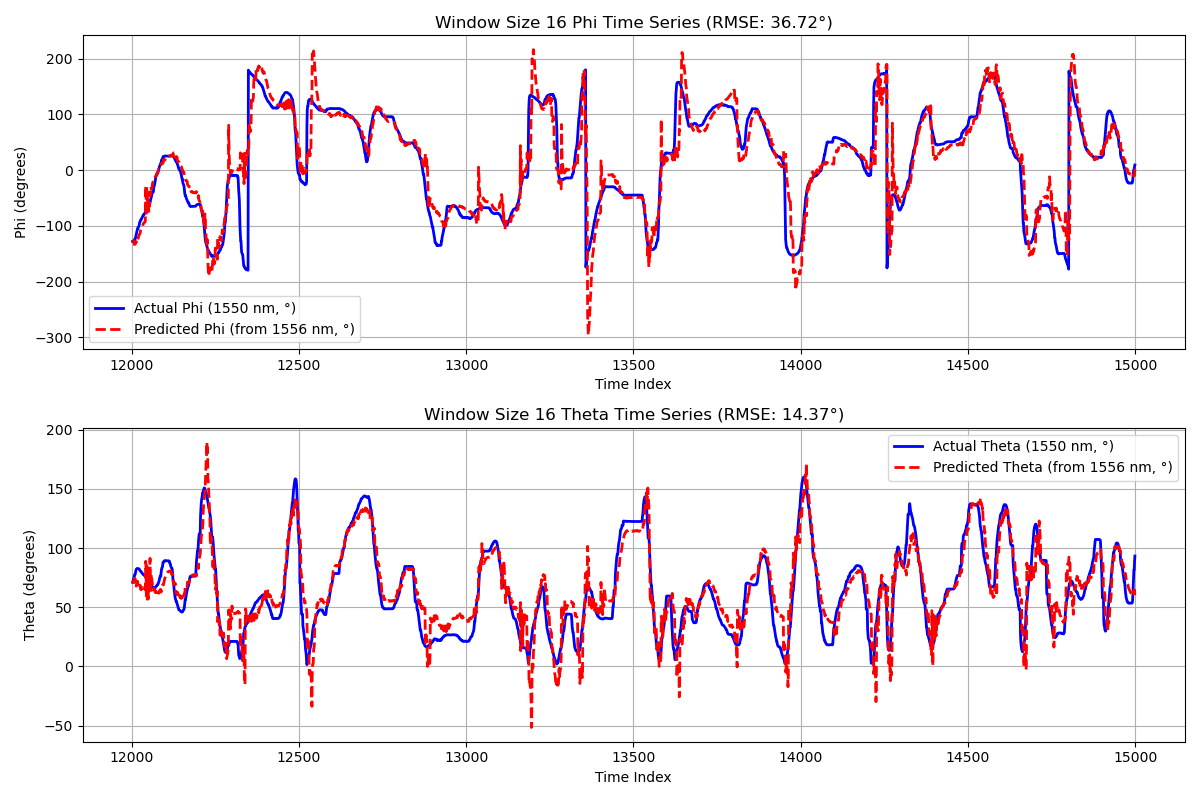 Window Size 16 Phi Time Series (RMSE: 36.72°)
Phi (degrees)
200
100
0
−100
−200
−300
Actual Phi (1550 nm, °)
Predicted Phi (from 1556 nm, °)
12000 12500 13000 13500 14000 14500 15000
Time Index
Window Size 16 Theta Time Series (RMSE: 14.37°)
Theta (degrees)
200
150
100
50
0
−50
Actual Theta (1550 nm, °)
Predicted Theta (from 1556 nm, °)
12000 12500 13000 13500 14000 14500 15000
Time Index